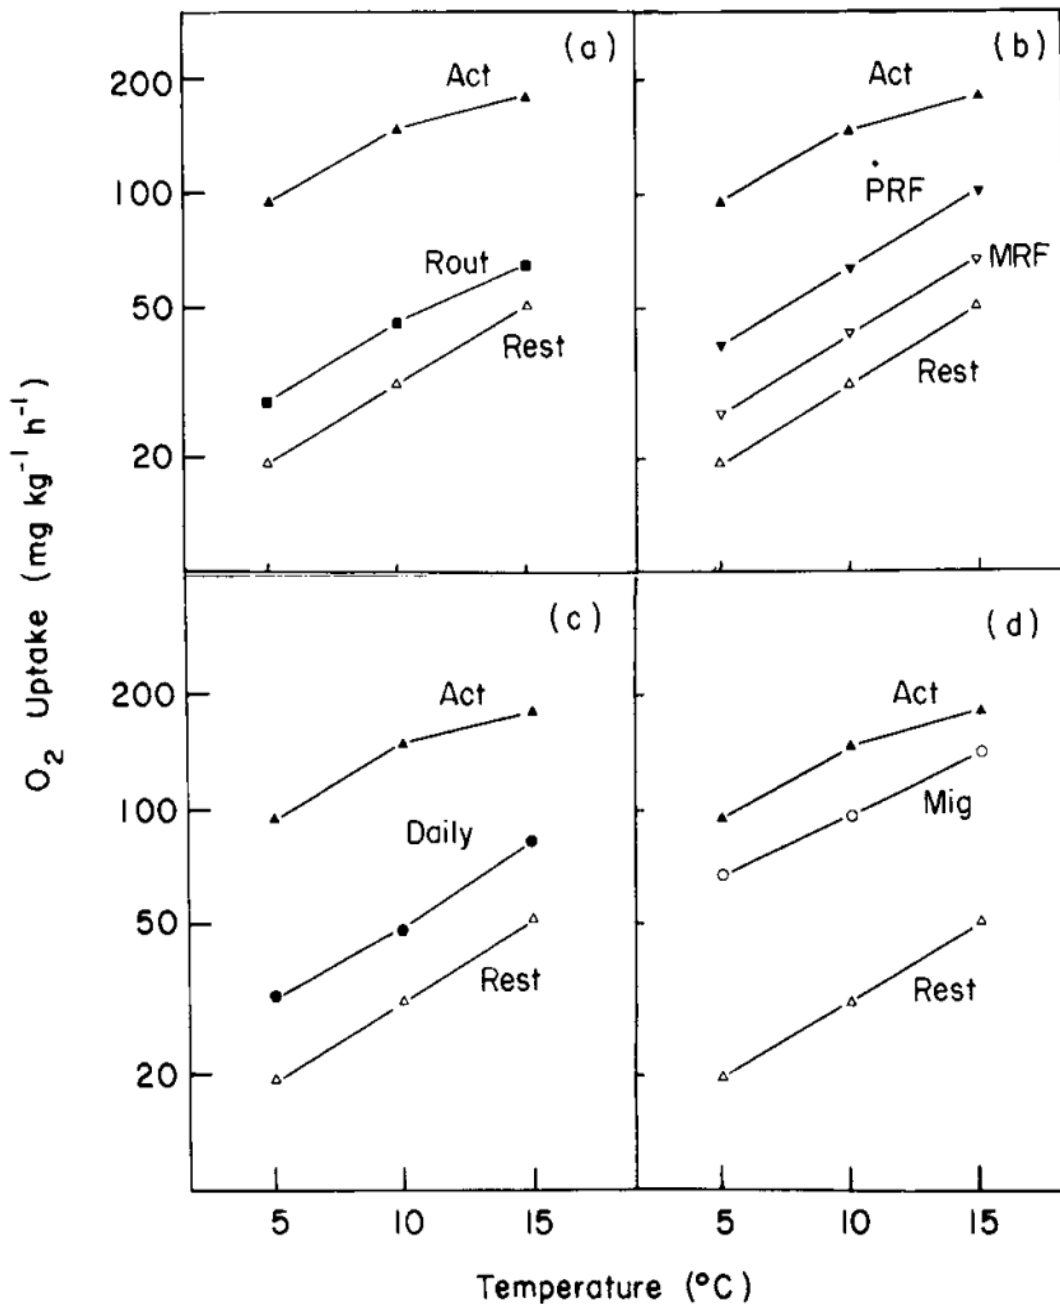 (a)
(b)
Act
Act
200
PRF
100
Rout
MRF
50
Rest
Rest
20
(c)
(d)
Act
Act
200
Mig
100
Daily
50
Rest
Rest
20
5 10 15 5 10 15
Temperature (°C)
O₂ Uptake (mg kg⁻¹ h⁻¹)